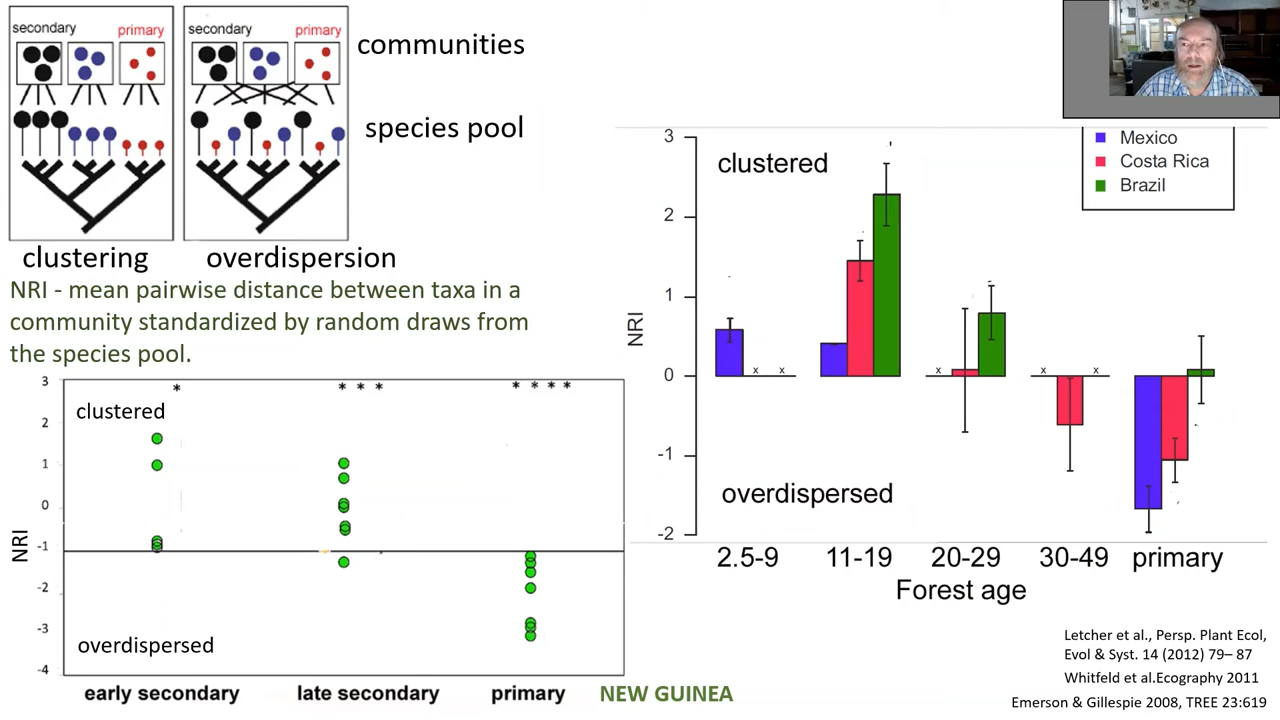 secondary
primary
secondary
primary
communities
species pool
clustering
overdispersion
NRI - mean pairwise distance between taxa in a
community standardized by random draws from
the species pool.
3
2
1
0
-1
-2
-3
-4
NRI
* * * * * * * *
clustered
overdispersed
early secondary
late secondary
primary
NEW GUINEA
Mexico
Costa Rica
Brazil
3
2
1
0
-1
-2
NRI
clustered
x x x x x
overdispersed
2.5-9
11-19
20-29
30-49
primary
Forest age
Letcher et al., Persp. Plant Ecol,
Evol & Syst. 14 (2012) 79– 87
Whitfeld et al.Ecography 2011
Emerson & Gillespie 2008, TREE 23:619